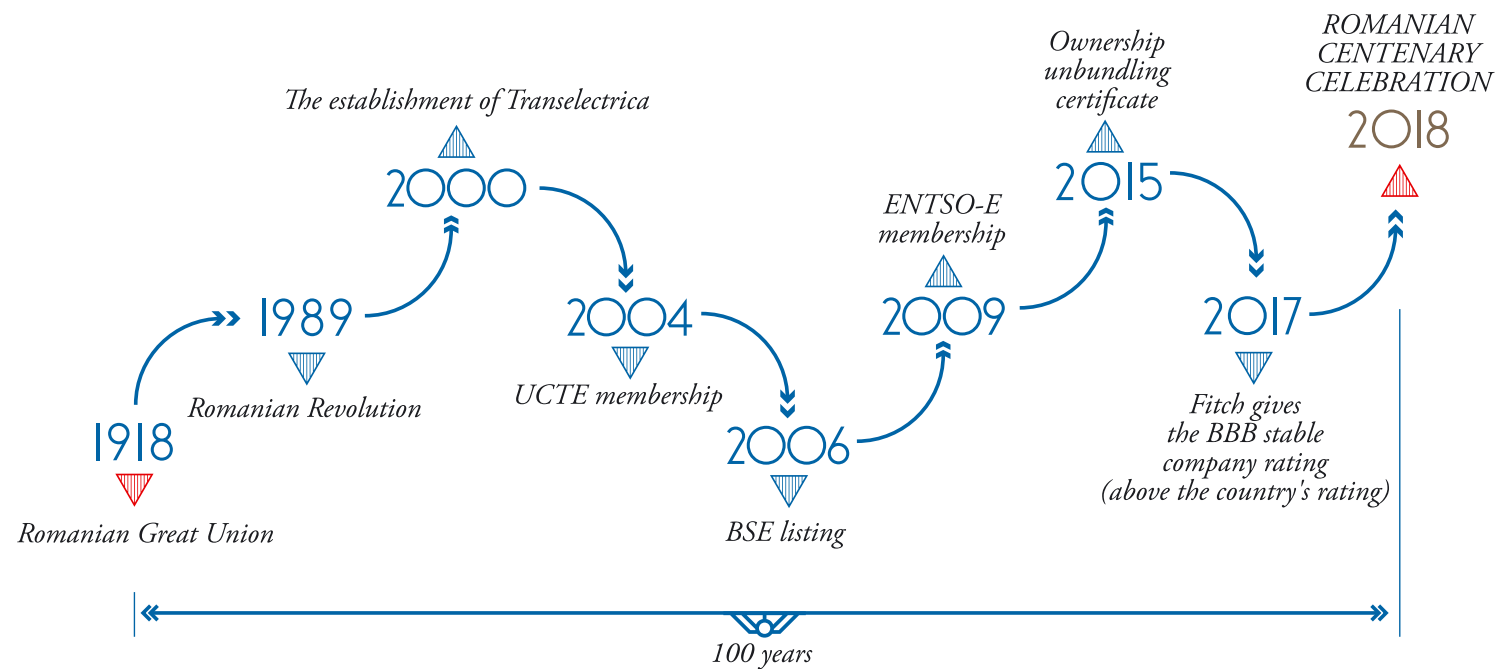 1918
Romanian Great Union
1989
Romanian Revolution
The establishment of Transelectrica
2000
2004
UCTE membership
2006
BSE listing
ENTSO-E
membership
2009
Ownership
unbundling
certificate
2015
2017
Fitch gives
the BBB stable
company rating
(above the country's rating)
ROMANIAN
CENTENARY
CELEBRATION
2018
100 years